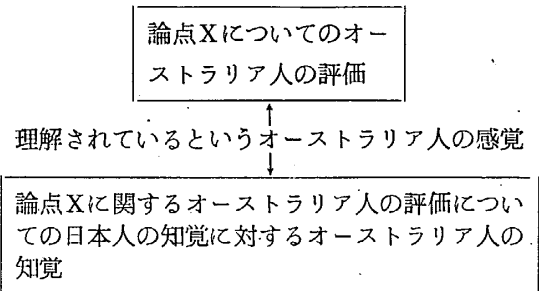 論点Xについてのオー
ストラリア人の評価
理解されているというオーストラリア人の感覚
論点Xに関するオーストラリア人の評価につい
ての日本人の知覚に対するオーストラリア人の
知覚